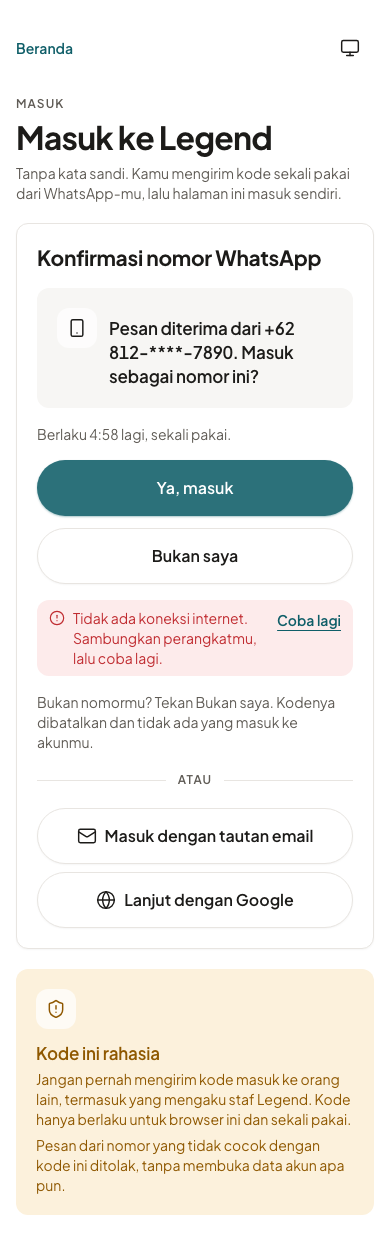 Beranda
MASUK
Masuk ke Legend
Tanpa kata sandi. Kamu mengirim kode sekali pakai
dari WhatsApp-mu, lalu halaman ini masuk sendiri.
Konfirmasi nomor WhatsApp
Pesan diterima dari +62
812-****-7890. Masuk
sebagai nomor ini?
Berlaku 4:58 lagi, sekali pakai.
Ya, masuk
Bukan saya
Tidak ada koneksi internet.
Sambungkan perangkatmu,
lalu coba lagi.
Coba lagi
Bukan nomormu? Tekan Bukan saya. Kodenya
dibatalkan dan tidak ada yang masuk ke
akunmu.
ATAU
Masuk dengan tautan email
Lanjut dengan Google
Kode ini rahasia
Jangan pernah mengirim kode masuk ke orang
lain, termasuk yang mengaku staf Legend. Kode
hanya berlaku untuk browser ini dan sekali pakai.
Pesan dari nomor yang tidak cocok dengan
kode ini ditolak, tanpa membuka data akun apa
pun.